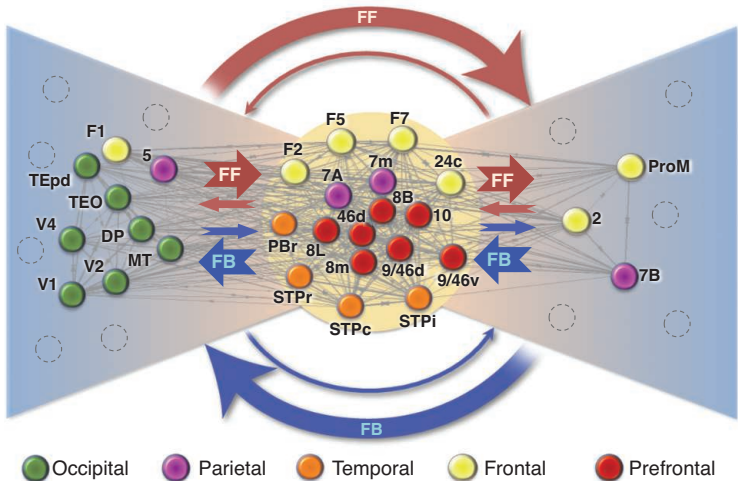 FF
F5
F7
F1
5
F2
7A
7m
24c
ProM
TEpd
FF
FF
TEO
8B
V4
DP
46d
10
2
PBr
8L
MT
FB
8m
9/46d
9/46v
FB
V1
V2
7B
STPr
STPc
STPi
FB
Occipital
Parietal
Temporal
Frontal
Prefrontal